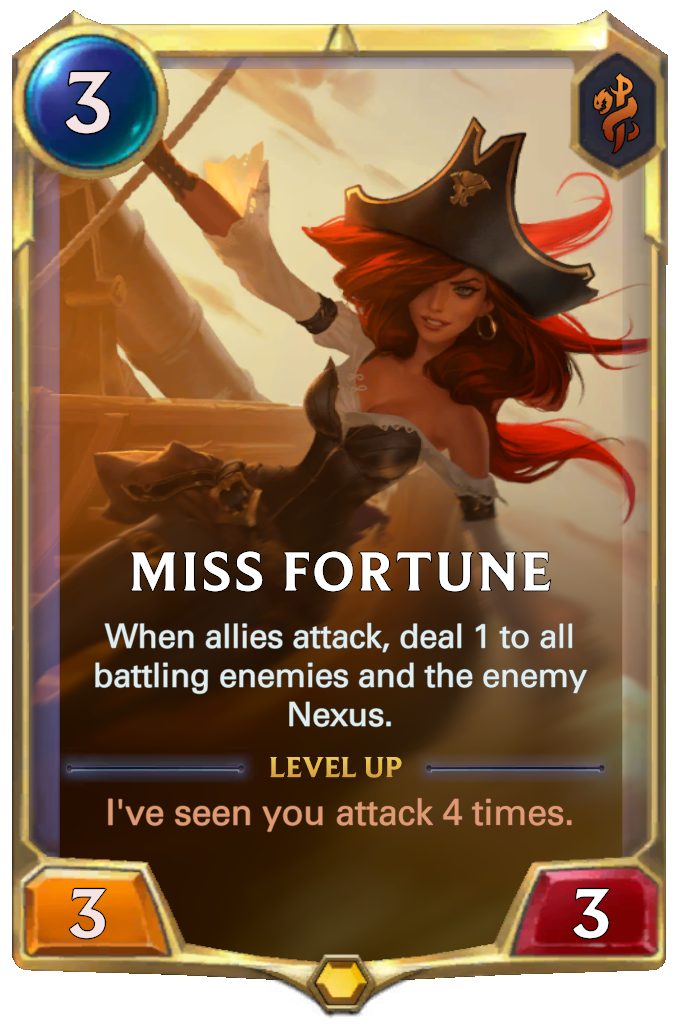 3
MISS FORTUNE
When allies attack, deal 1 to all
battling enemies and the enemy
Nexus.
LEVEL UP
I've seen you attack 4 times.
3 3